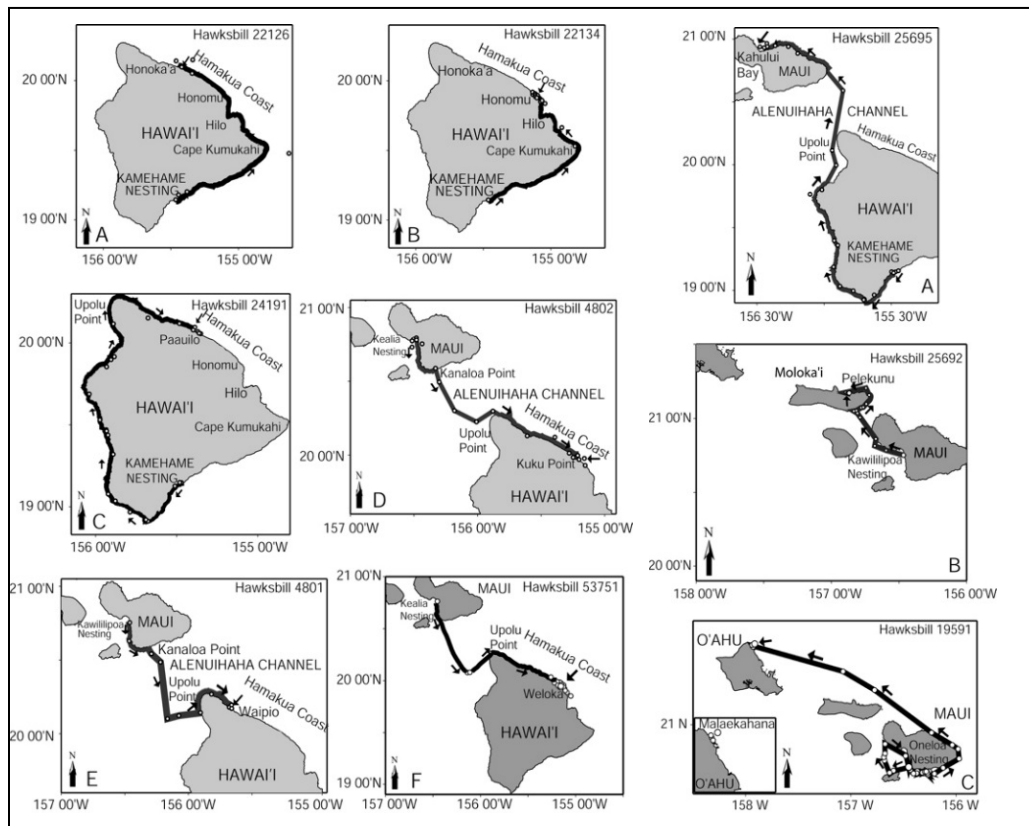 Hawksbill 22126
20 00'N
Honoka'a
Hamakua Coast
Honomu
Hilo
HAWAI'I
Cape Kumukahi
KAMEHAME
NESTING
19 00'N
N
A
156 00'W
155 00'W
Hawksbill 22134
20 00'N
Honoka'a
Hamakua Coast
Honomu
Hilo
HAWAI'I
Cape Kumukahi
KAMEHAME
NESTING
19 00'N
N
B
156 00'W
155 00'W
21 00'N
Hawksbill 25695
Kahului
Bay
MAUI
ALENUIHAHA CHANNEL
Hamakua Coast
Upolu
Point
20 00'N
HAWAI'I
KAMEHAME
NESTING
N
A
19 00'N
156 30'W
155 30'W
Hawksbill 24191
Upolu
Point
Hamakua Coast
20 00'N
Paauilo
Honomu
Hilo
HAWAI'I
Cape Kumukahi
KAMEHAME
NESTING
19 00'N
N
C
156 00'W
155 00'W
21 00'N
Hawksbill 4802
Kealia
Nesting
MAUI
Kanaloa Point
ALENUIHAHA CHANNEL
Hamakua Coast
Upolu
Point
20 00'N
Kuku Point
N
D
HAWAI'I
157 00'W
156 00'W
155 00'W
Hawksbill 25692
Moloka'i
Pelekunu
21 00'N
MAUI
Kawililipoa
Nesting
N
B
20 00'N
158 00'W
157 00'W
156 00'W
21 00'N
Hawksbill 4801
Kawililipoa
Nesting
MAUI
Kanaloa Point
ALENUIHAHA CHANNEL
Upolu
Point
Hamakua Coast
Waipio
20 00'N
N
E
HAWAI'I
157 00'W
156 00'W
155 00'W
21 00'N
MAUI
Hawksbill 53751
Kealia
Nesting
Upolu
Point
Hamakua Coast
20 00'N
Weloka
HAWAI'I
N
F
19 00'N
157 00'W
156 00'W
155 00'W
Hawksbill 19591
O'AHU
MAUI
21 N
Malaekahana
Oneloa
Nesting
O'AHU
N
C
158 W
157 W
156 W